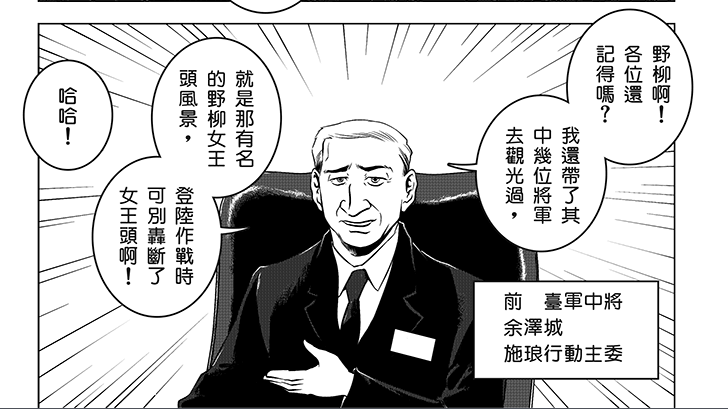 野柳啊！
各位還
記得嗎？
我還帶了其
中幾位將軍
去觀光過，
就是那有名
的野柳女王
頭風景，
登陸作戰時
可別轟斷了
女王頭啊！
哈哈！
前　臺軍中將
余澤城
施琅行動主委